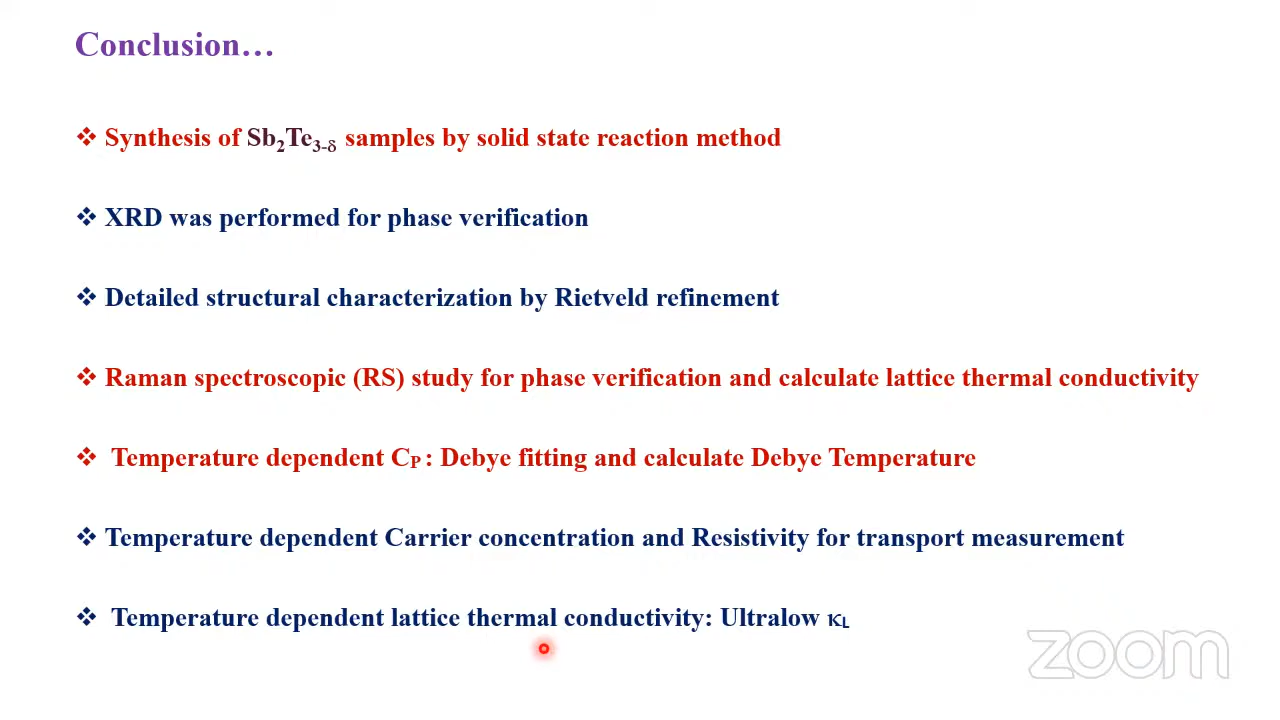 Conclusion…
❖ Synthesis of Sb₂Te₃₋δ samples by solid state reaction method
❖ XRD was performed for phase verification
❖ Detailed structural characterization by Rietveld refinement
❖ Raman spectroscopic (RS) study for phase verification and calculate lattice thermal conductivity
❖ Temperature dependent Cₚ : Debye fitting and calculate Debye Temperature
❖ Temperature dependent Carrier concentration and Resistivity for transport measurement
❖ Temperature dependent lattice thermal conductivity: Ultralow κL
zoom